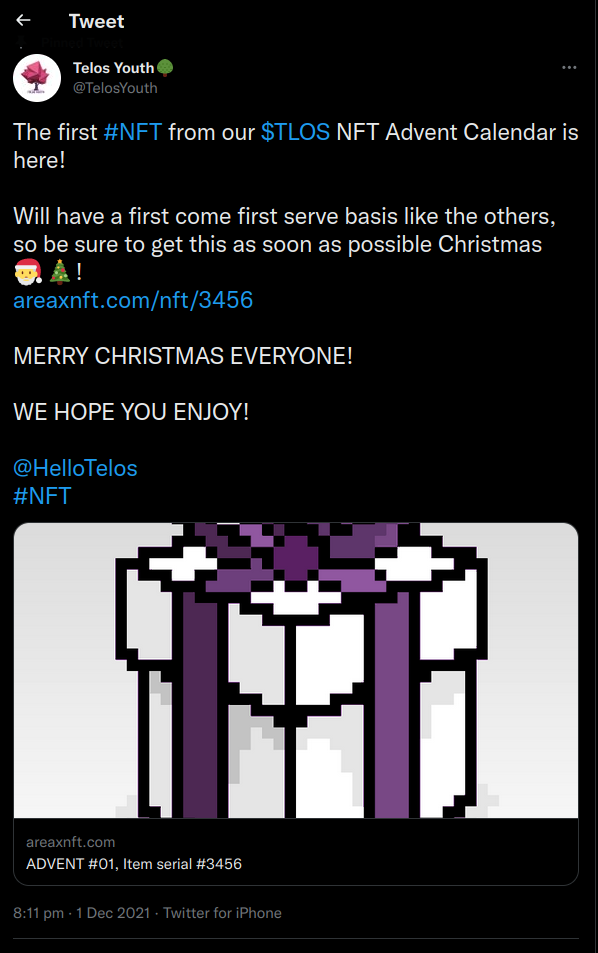 Tweet
Telos Youth🌳
@TelosYouth
The first #NFT from our $TLOS NFT Advent Calendar is
here!
Will have a first come first serve basis like the others,
so be sure to get this as soon as possible Christmas
🎅🎄!
areaxnft.com/nft/3456
MERRY CHRISTMAS EVERYONE!
WE HOPE YOU ENJOY!
@HelloTelos
#NFT
areaxnft.com
ADVENT #01, Item serial #3456
8:11 pm · 1 Dec 2021 · Twitter for iPhone